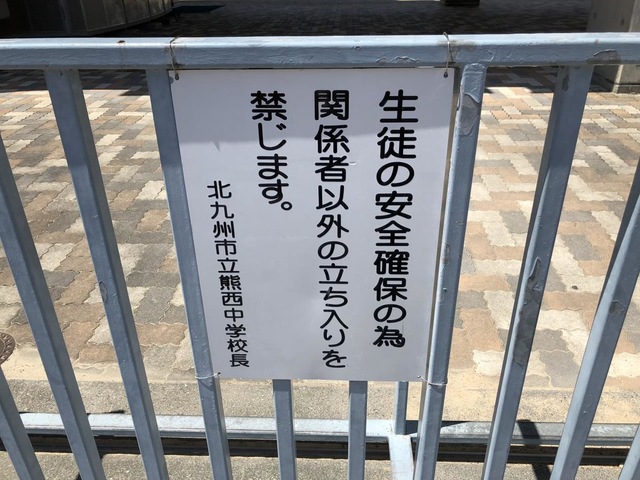 生徒の安全確保の為
関係者以外の立ち入りを
禁じます。
北九州市立熊西中学校長